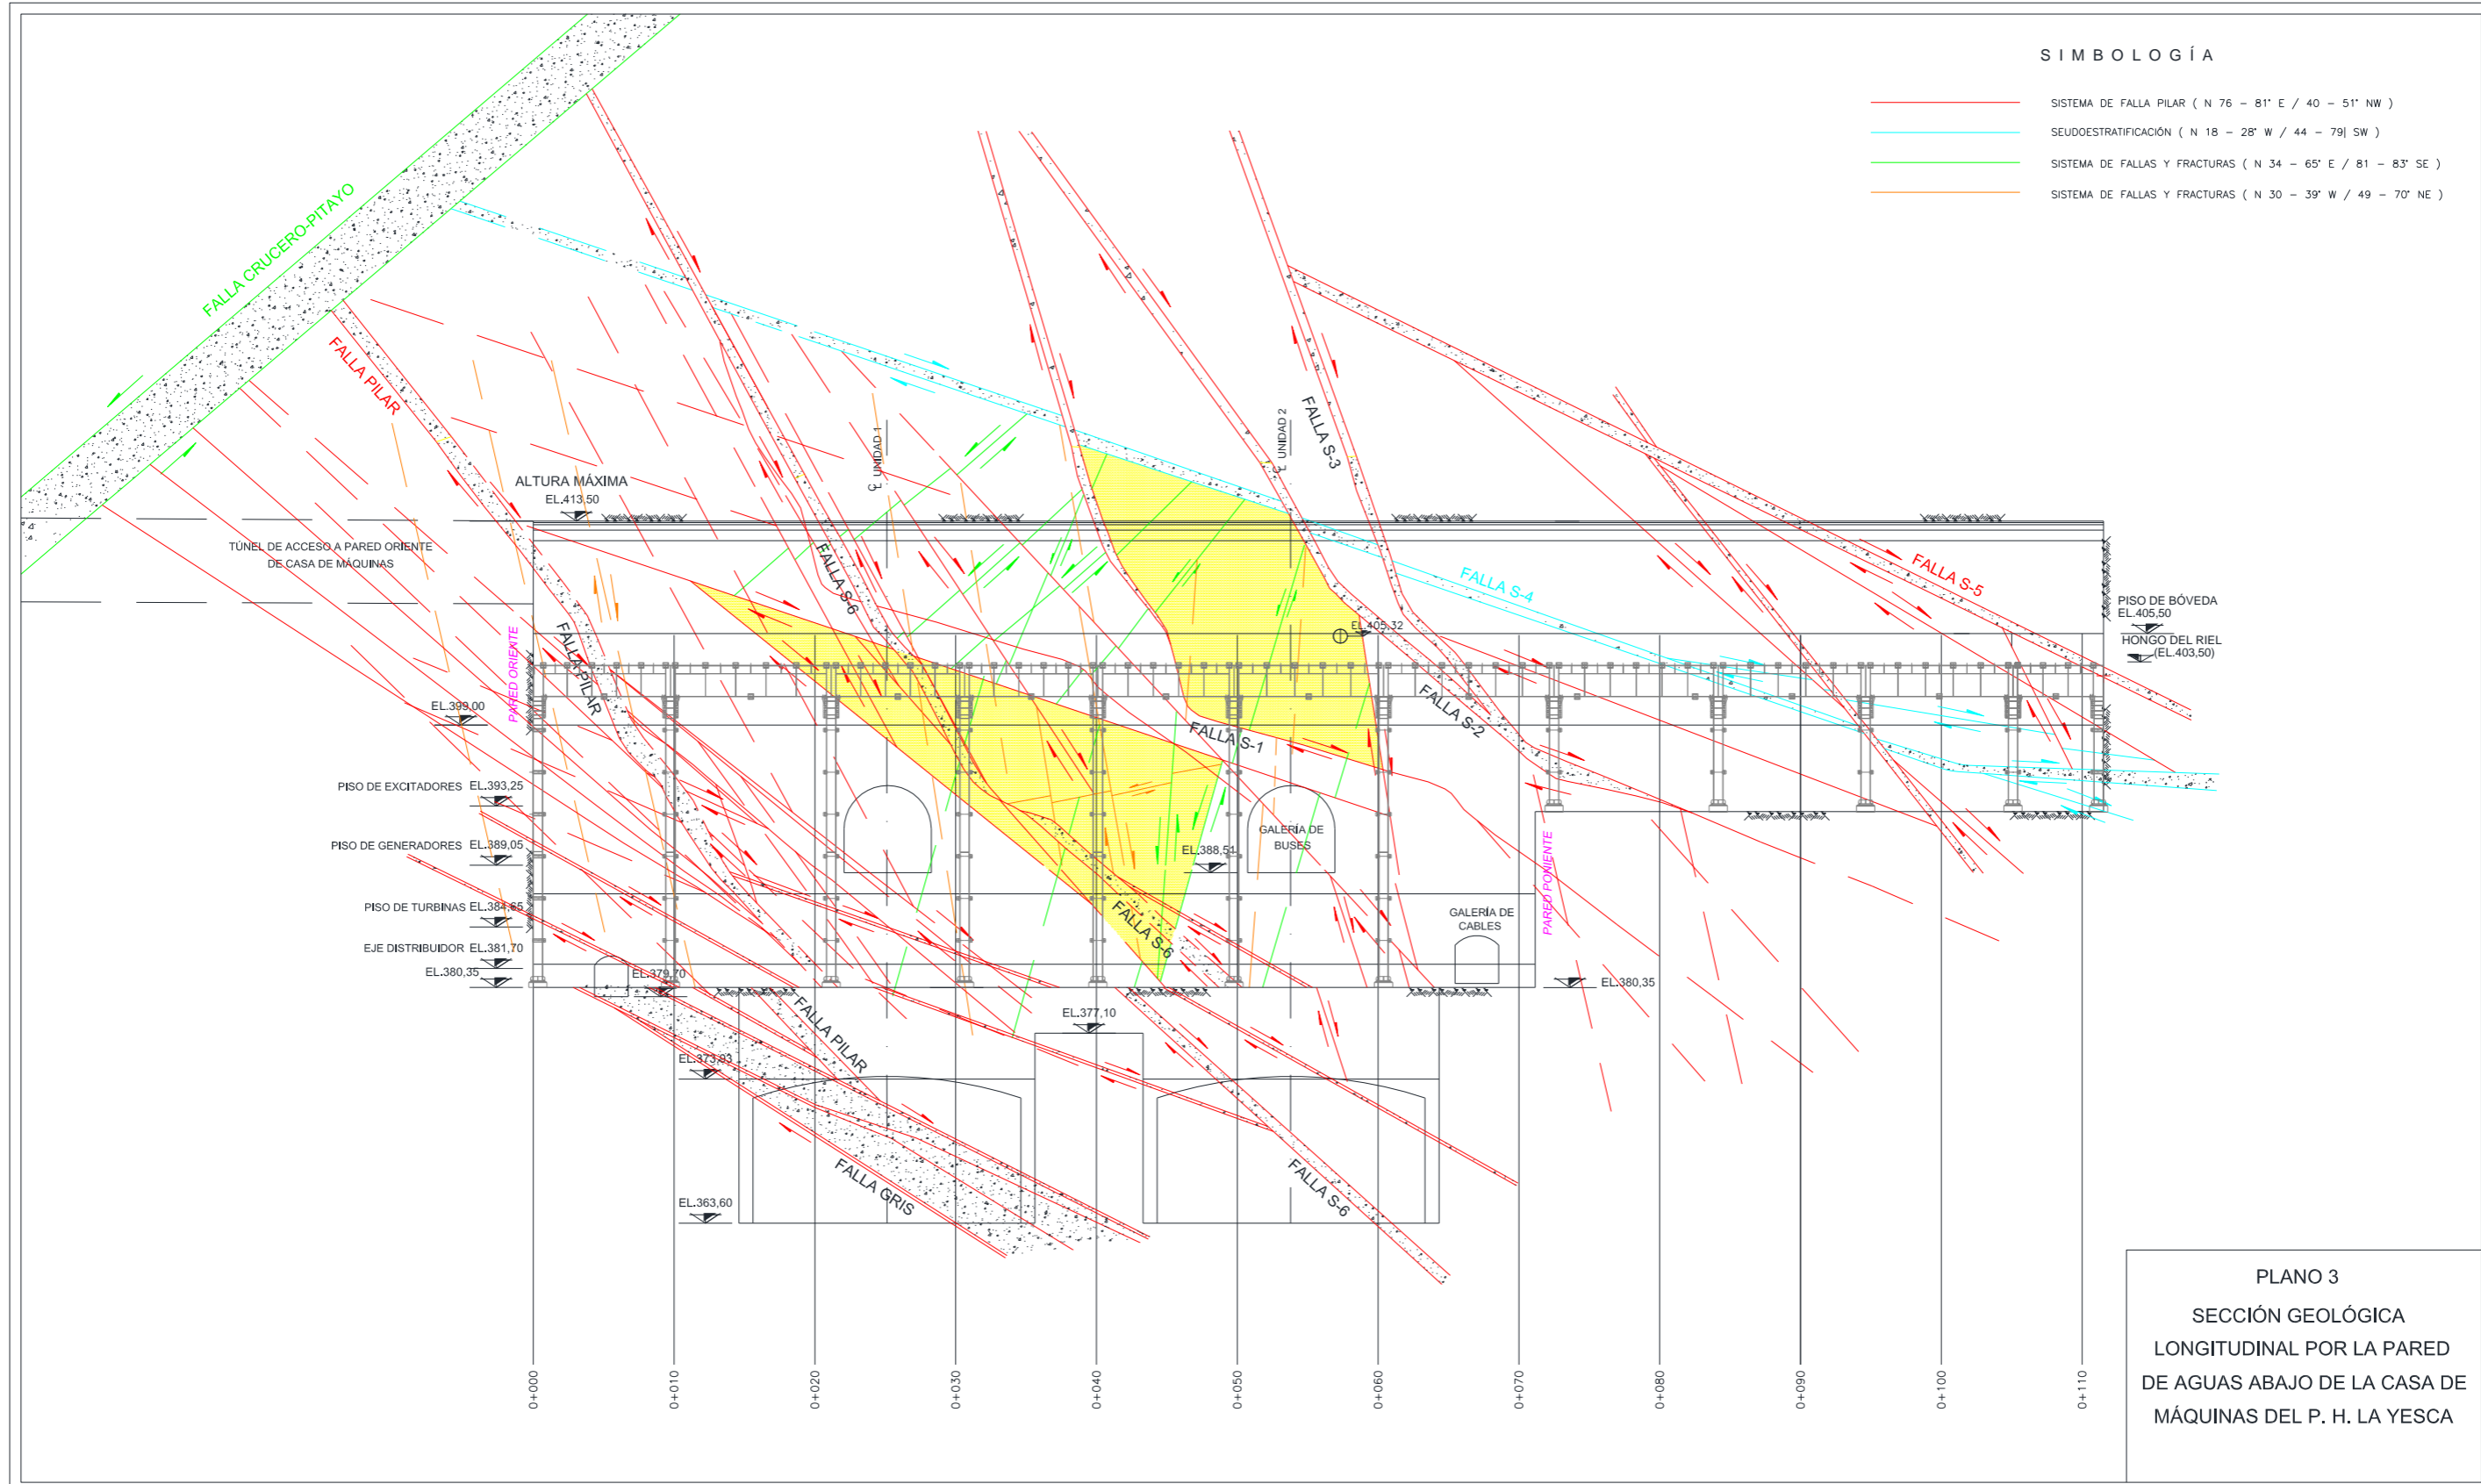 S I M B O L O G Í A
SISTEMA DE FALLA PILAR ( N 76 - 81° E / 40 - 51° NW )
SEUDOESTRATIFICACIÓN ( N 18 - 28° W / 44 - 79| SW )
SISTEMA DE FALLAS Y FRACTURAS ( N 34 - 65° E / 81 - 83° SE )
SISTEMA DE FALLAS Y FRACTURAS ( N 30 - 39° W / 49 - 70° NE )
FALLA CRUCERO-PITAYO
FALLA PILAR
ALTURA MÁXIMA
EL.413,50
TÚNEL DE ACCESO A PARED ORIENTE
DE CASA DE MÁQUINAS
CL UNIDAD 1
CL UNIDAD 2
FALLA S-3
FALLA S-6
FALLA S-4
FALLA S-5
PISO DE BÓVEDA
EL.405,50
HONGO DEL RIEL
(EL.403,50)
EL.405,32
PARED ORIENTE
FALLA PILAR
EL.399,00
FALLA S-1
FALLA S-2
PISO DE EXCITADORES EL.393,25
PISO DE GENERADORES EL.389,05
GALERÍA DE
BUSES
EL.388,51
PARED PONIENTE
PISO DE TURBINAS EL.384,65
GALERÍA DE
CABLES
FALLA S-6
EJE DISTRIBUIDOR EL.381,70
EL.380,35
EL.379,70
EL.380,35
FALLA PILAR
EL.377,10
EL.373,93
FALLA GRIS
FALLA S-6
EL.363,60
0+000
0+010
0+020
0+030
0+040
0+050
0+060
0+070
0+080
0+090
0+100
0+110
PLANO 3
SECCIÓN GEOLÓGICA
LONGITUDINAL POR LA PARED
DE AGUAS ABAJO DE LA CASA DE
MÁQUINAS DEL P. H. LA YESCA